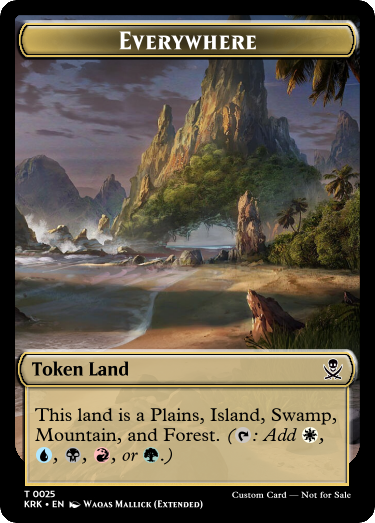 Everywhere
Token Land
This land is a Plains, Island, Swamp,
Mountain, and Forest. ( : Add ,
, , , or .)
T 0025
KRK • EN Waqas Mallick (Extended)
Custom Card — Not for Sale